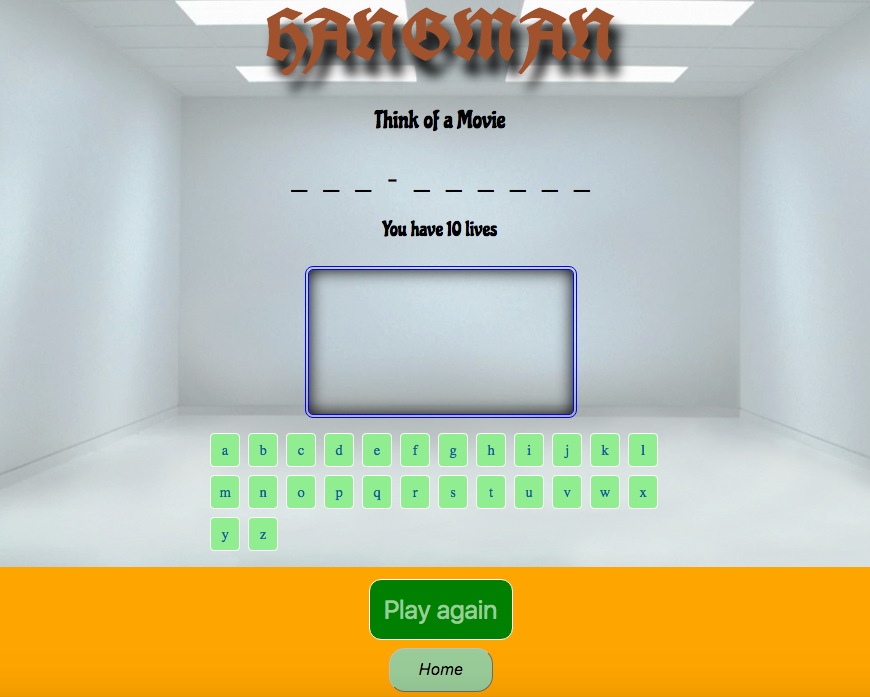 HANGMAN
Think of a Movie
_ _ _ - _ _ _ _ _ _
You have 10 lives
a b c d e f g h i j k l
m n o p q r s t u v w x
y z
Play again
Home